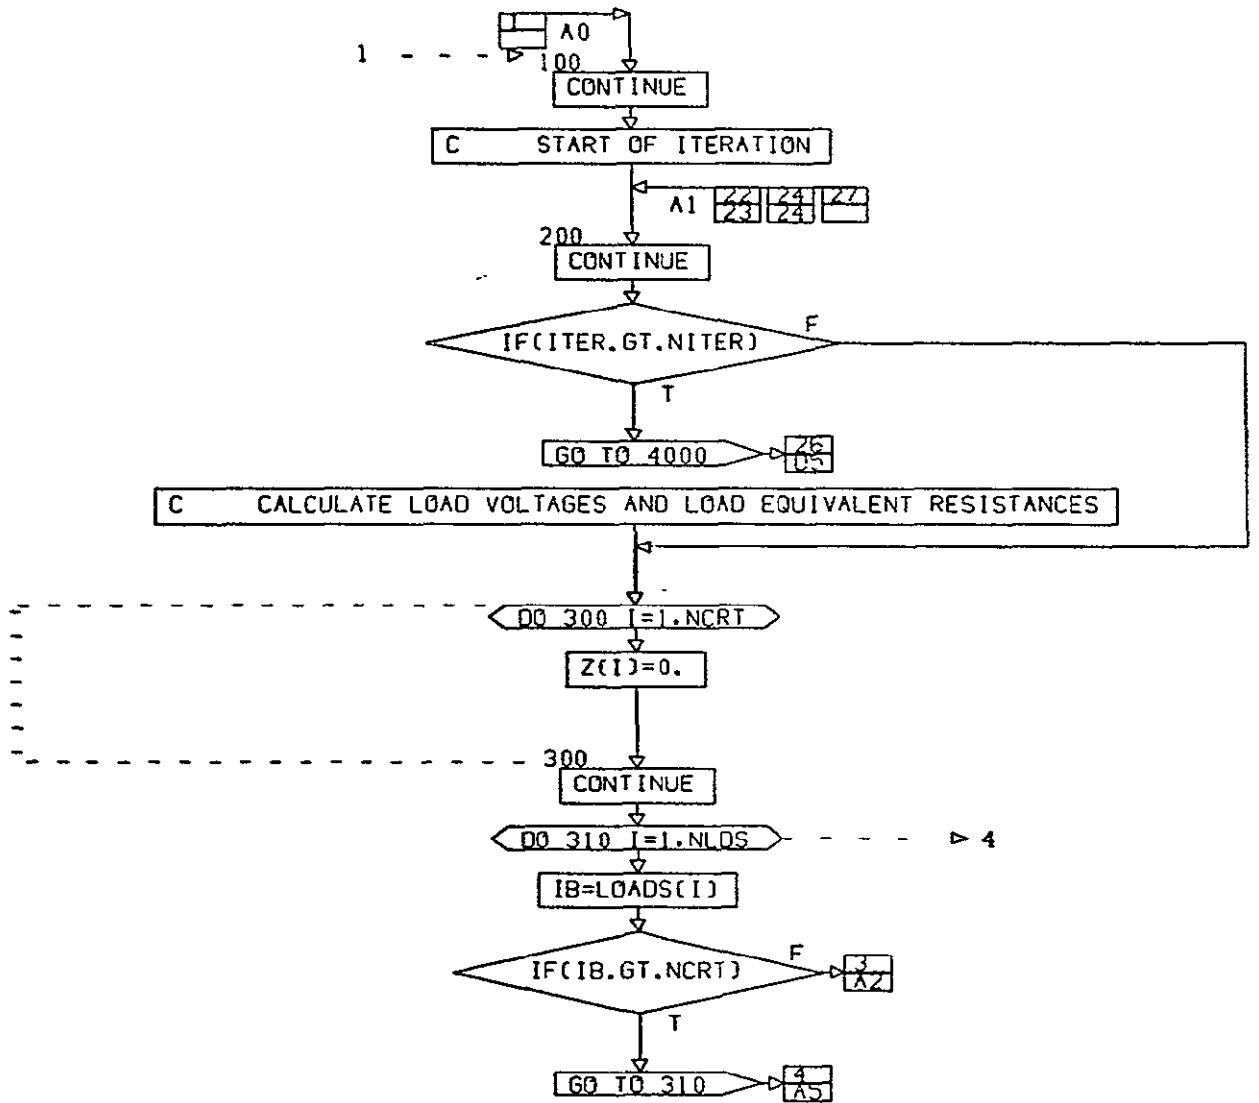 1
A0
1
100
CONTINUE
C START OF ITERATION
A1 22 24 27
23 24
200
CONTINUE
F
IF(ITER.GT.NITER)
T
GO TO 4000
26
D5
C CALCULATE LOAD VOLTAGES AND LOAD EQUIVALENT RESISTANCES
DO 300 I=1.NCRT
Z(I)=0.
300
CONTINUE
DO 310 I=1.NLDS
4
IB=LOADS(I)
F
IF(IB.GT.NCRT)
3
A2
T
GO TO 310
4
A5